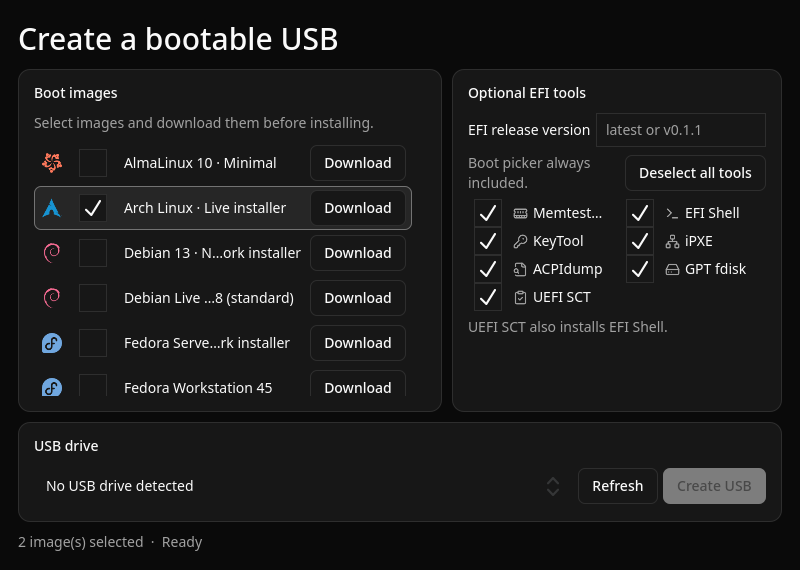 Create a bootable USB
Boot images
Select images and download them before installing.
AlmaLinux 10 · Minimal
Download
Arch Linux · Live installer
Download
Debian 13 · N...ork installer
Download
Debian Live ...8 (standard)
Download
Fedora Serve...rk installer
Download
Fedora Workstation 45
Download
Optional EFI tools
EFI release version
latest or v0.1.1
Boot picker always
included.
Deselect all tools
Memtest...
EFI Shell
KeyTool
iPXE
ACPIdump
GPT fdisk
UEFI SCT
UEFI SCT also installs EFI Shell.
USB drive
No USB drive detected
Refresh
Create USB
2 image(s) selected · Ready